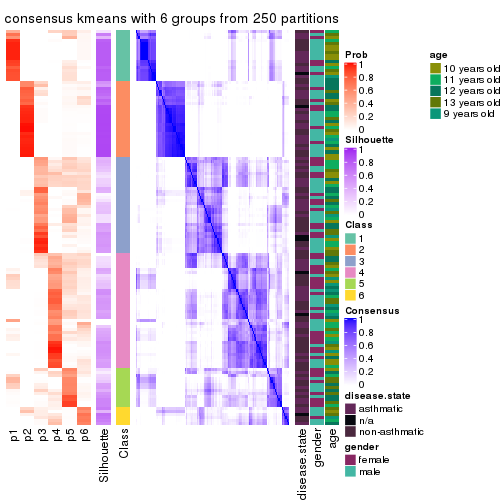 consensus kmeans with 6 groups from 250 partitions
p1
p2
p3
p4
p5
p6
Silhouette
Class
disease.state
gender
age
Prob
1
0.8
0.6
0.4
0.2
0
Silhouette
1
0.8
0.6
0.4
0.2
0
Class
1
2
3
4
5
6
Consensus
1
0.8
0.6
0.4
0.2
0
disease.state
asthmatic
n/a
non-asthmatic
gender
female
male
age
10 years old
11 years old
12 years old
13 years old
9 years old